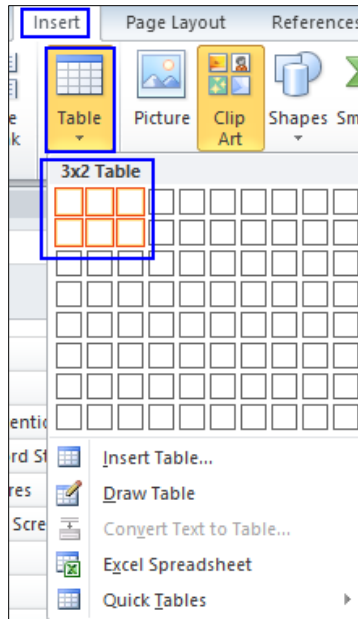 Insert Page Layout References
Table Picture Clip Art Shapes
3x2 Table
Insert Table...
Draw Table
Convert Text to Table...
Excel Spreadsheet
Quick Tables